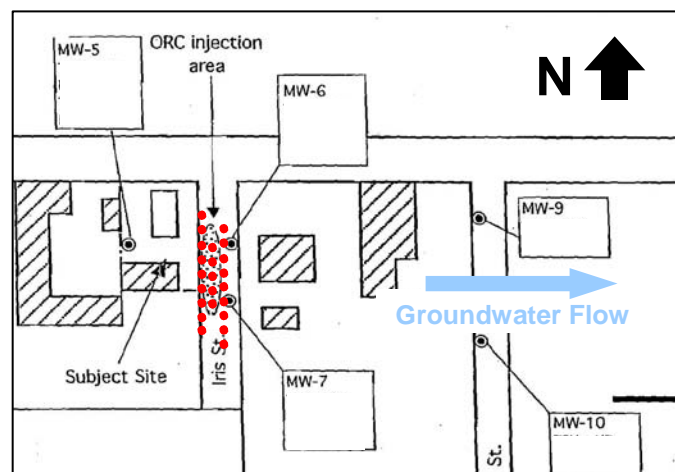 MW-5
ORC injection
area
MW-6
N
MW-9
Groundwater Flow
Subject Site
Iris St.
MW-7
MW-10
St.